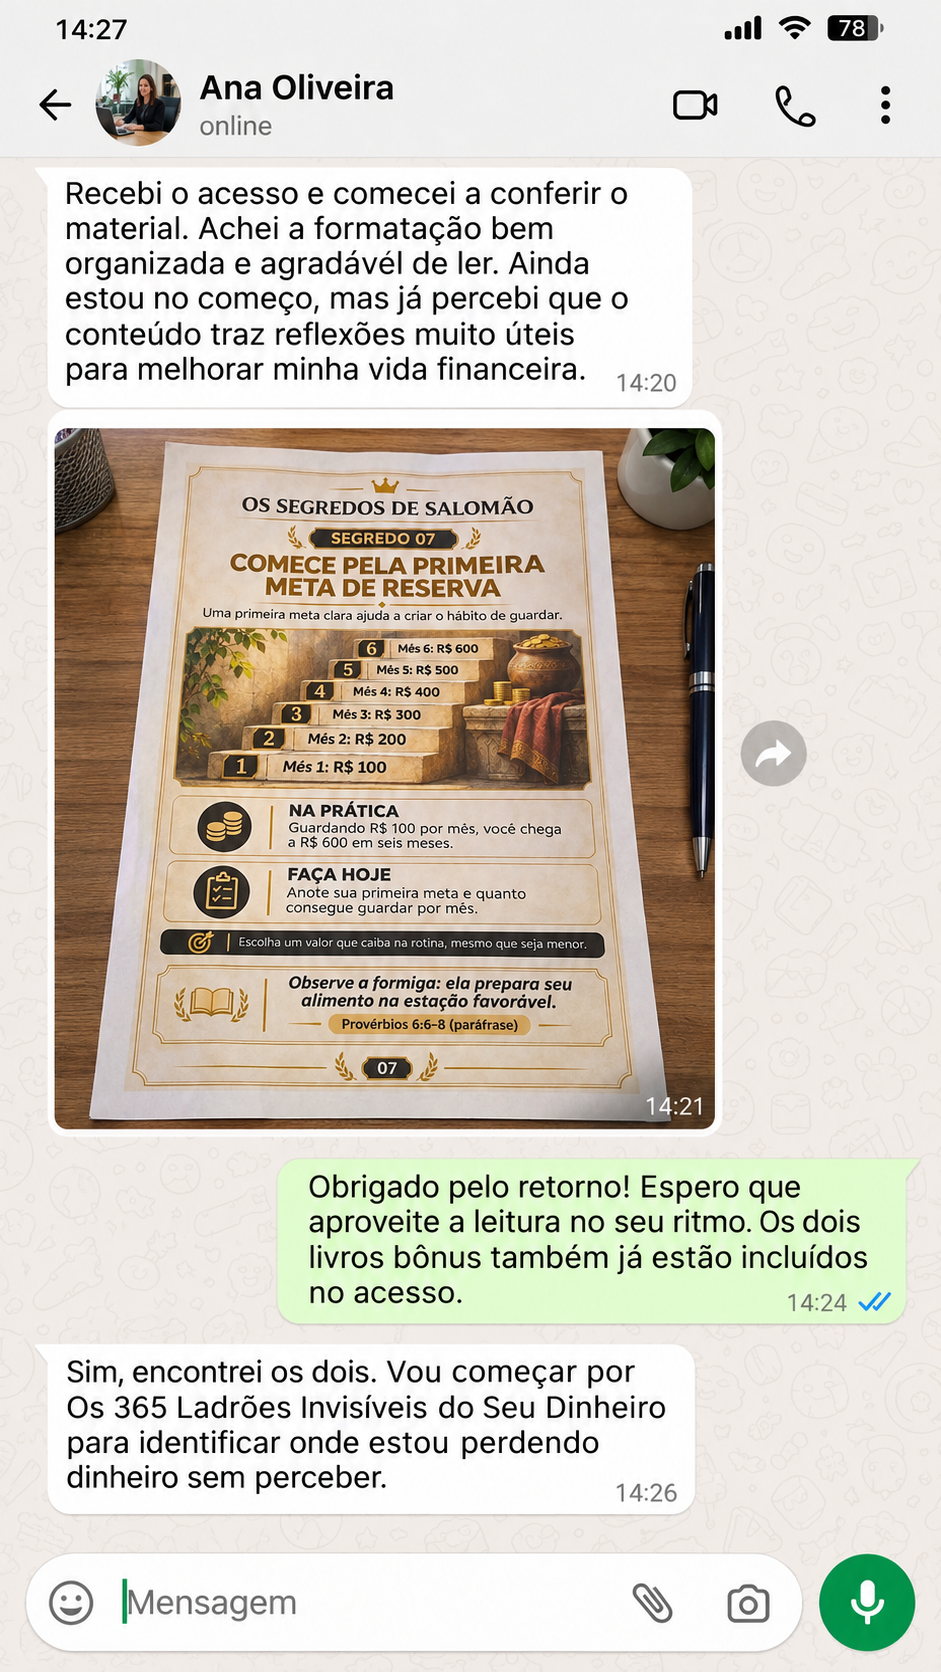 14:27
78
Ana Oliveira
online
Recebi o acesso e comecei a conferir o
material. Achei a formatação bem
organizada e agradávél de ler. Ainda
estou no começo, mas já percebi que o
conteúdo traz reflexões muito úteis
para melhorar minha vida financeira.
14:20
OS SEGREDOS DE SALOMÃO
SEGREDO 07
COMECE PELA PRIMEIRA
META DE RESERVA
Uma primeira meta clara ajuda a criar o hábito de guardar.
6 Més 6: R$ 600
5 Més 5: R$ 500
4 Més 4: R$ 400
3 Més 3: R$ 300
2 Més 2: R$ 200
1 Més 1: R$ 100
NA PRÁTICA
Guardando R$ 100 por mês, você chega
a R$ 600 em seis meses.
FAÇA HOJE
Anote sua primeira meta e quanto
consegue guardar por mês.
Escolha um valor que caiba na rotina, mesmo que seja menor.
Observe a formiga: ela prepara seu
alimento na estação favorável.
Provérbios 6:6-8 (paráfrase)
07
14:21
Obrigado pelo retorno! Espero que
aproveite a leitura no seu ritmo. Os dois
livros bônus também já estão incluídos
no acesso.
14:24
Sim, encontrei os dois. Vou começar por
Os 365 Ladrões Invisíveis do Seu Dinheiro
para identificar onde estou perdendo
dinheiro sem perceber.
14:26
Mensagem